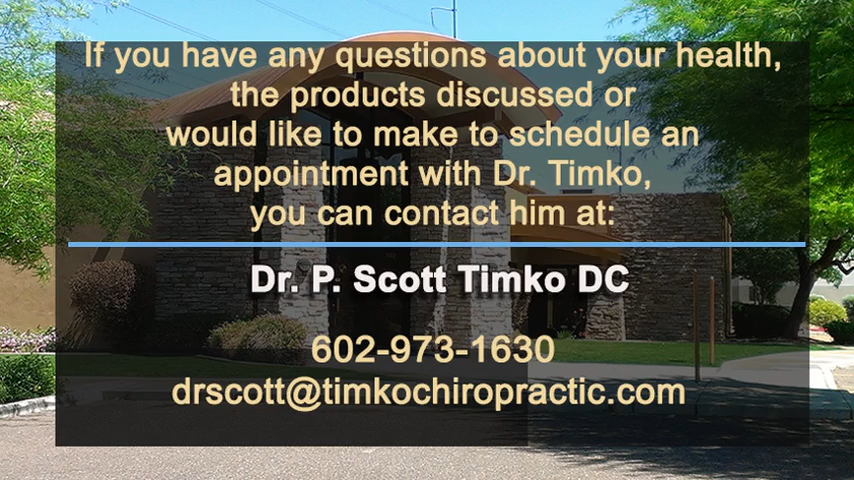 If you have any questions about your health,
the products discussed or
would like to make to schedule an
appointment with Dr. Timko,
you can contact him at:
Dr. P. Scott Timko DC
602-973-1630
drscott@timkochiropractic.com